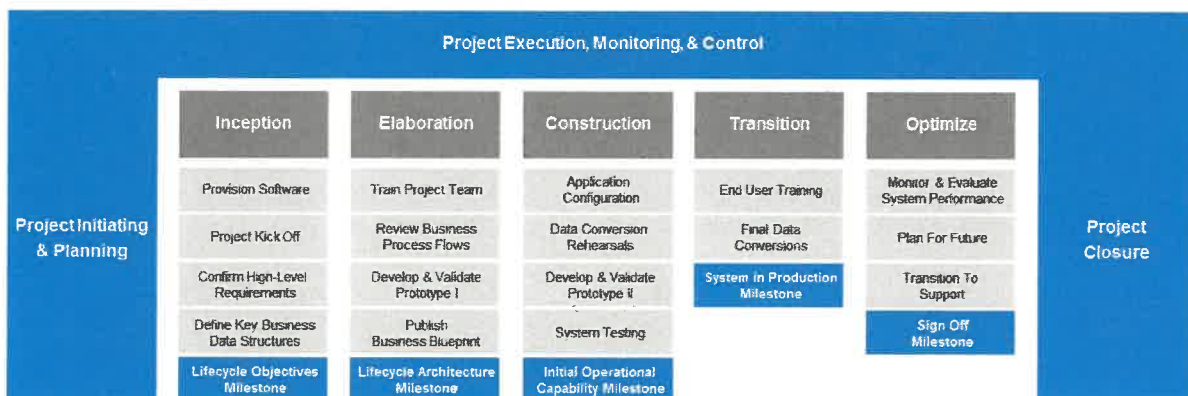 Project Execution, Monitoring, & Control
Project Initiating
& Planning
Inception
Provision Software
Project Kick Off
Confirm High-Level
Requirements
Define Key Business
Data Structures
Lifecycle Objectives
Milestone
Elaboration
Train Project Team
Review Business
Process Flows
Develop & Validate
Prototype I
Publish
Business Blueprint
Lifecycle Architecture
Milestone
Construction
Application
Configuration
Data Conversion
Rehearsals
Develop & Validate
Prototype II
System Testing
Initial Operational
Capability Milestone
Transition
End User Training
Final Data
Conversions
System in Production
Milestone
Optimize
Monitor & Evaluate
System Performance
Plan For Future
Transition To
Support
Sign Off
Milestone
Project
Closure